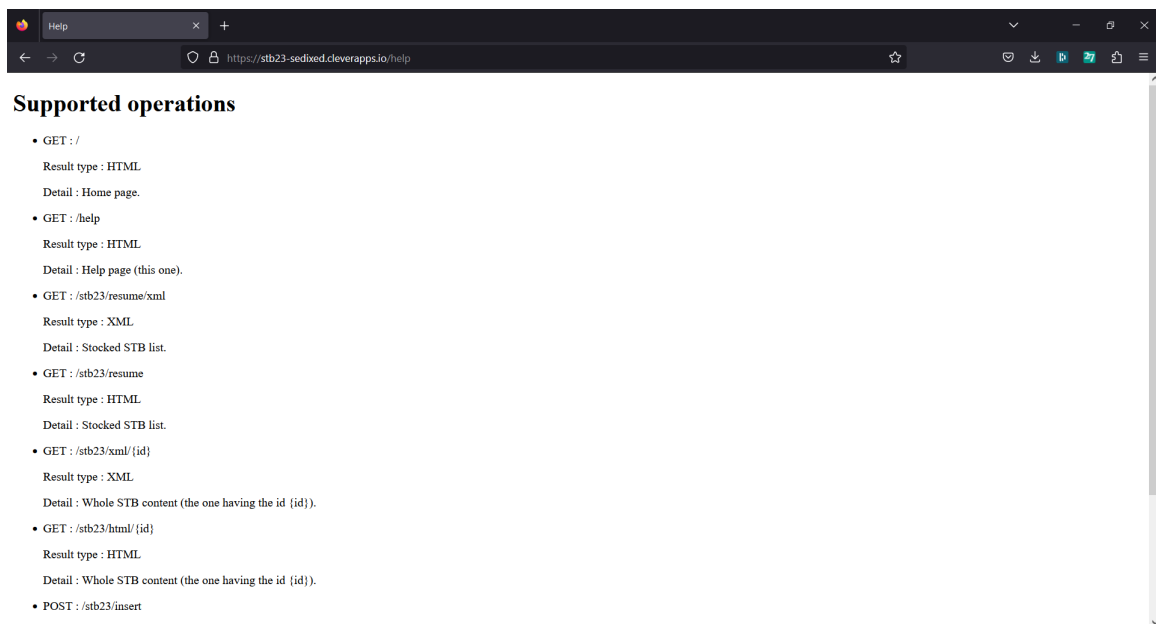 Help
https://stb23-sedixed.cleverapps.io/help
Supported operations
GET : /
Result type : HTML
Detail : Home page.
GET : /help
Result type : HTML
Detail : Help page (this one).
GET : /stb23/resume/xml
Result type : XML
Detail : Stocked STB list.
GET : /stb23/resume
Result type : HTML
Detail : Stocked STB list.
GET : /stb23/xml/{id}
Result type : XML
Detail : Whole STB content (the one having the id {id}).
GET : /stb23/html/{id}
Result type : HTML
Detail : Whole STB content (the one having the id {id}).
POST : /stb23/insert